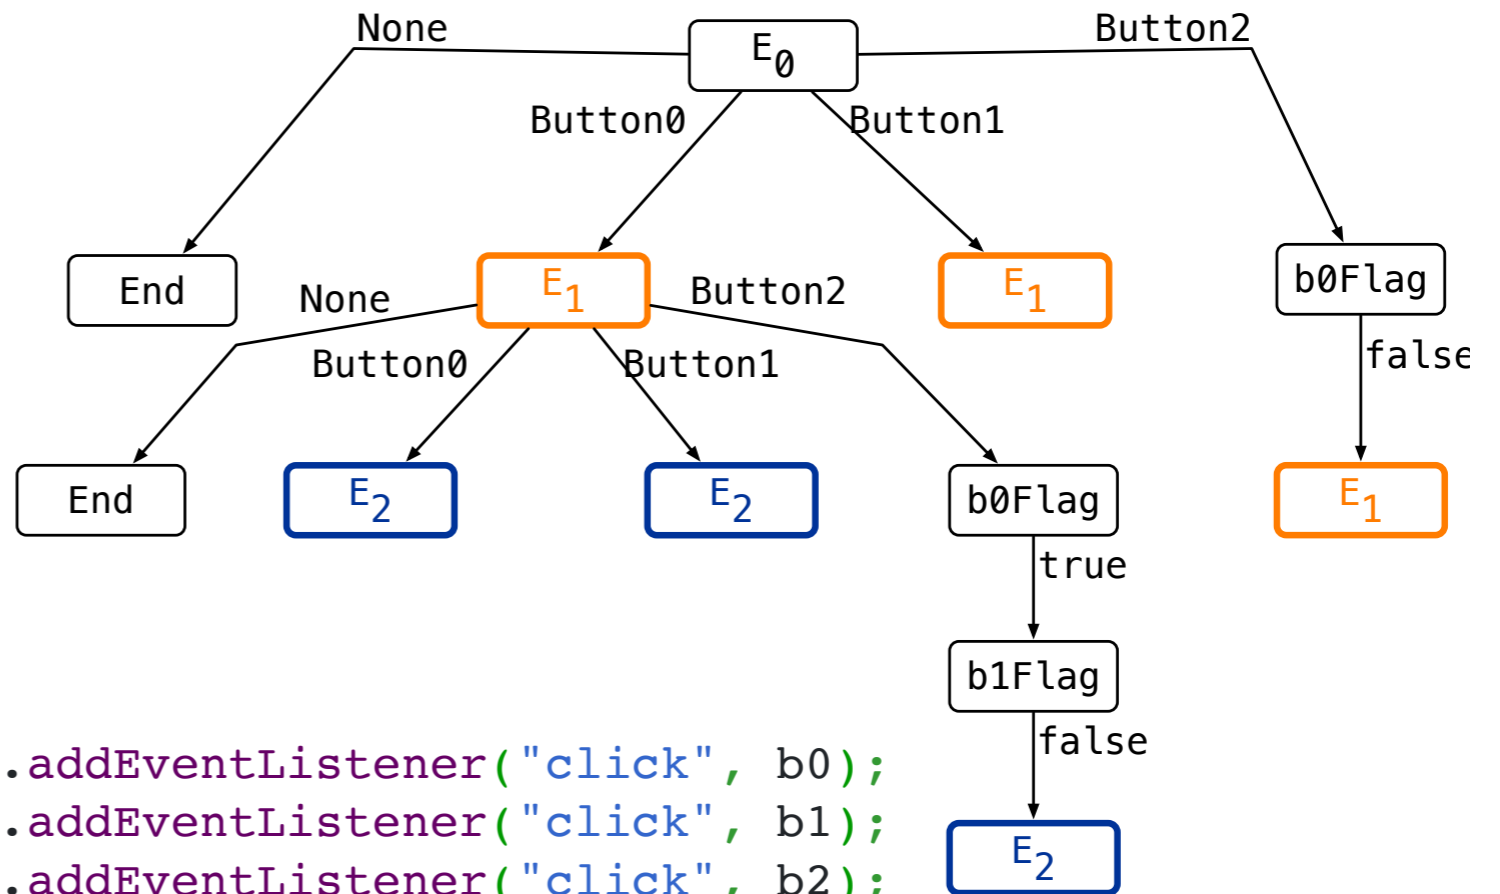 None
E0
Button2
Button0
Button1
End
E1
E1
b0Flag
None
Button2
false
Button0
Button1
End
E2
E2
b0Flag
E1
true
b1Flag
false
.addEventListener("click", b0);
.addEventListener("click", b1);
.addEventListener("click", b2);
E2